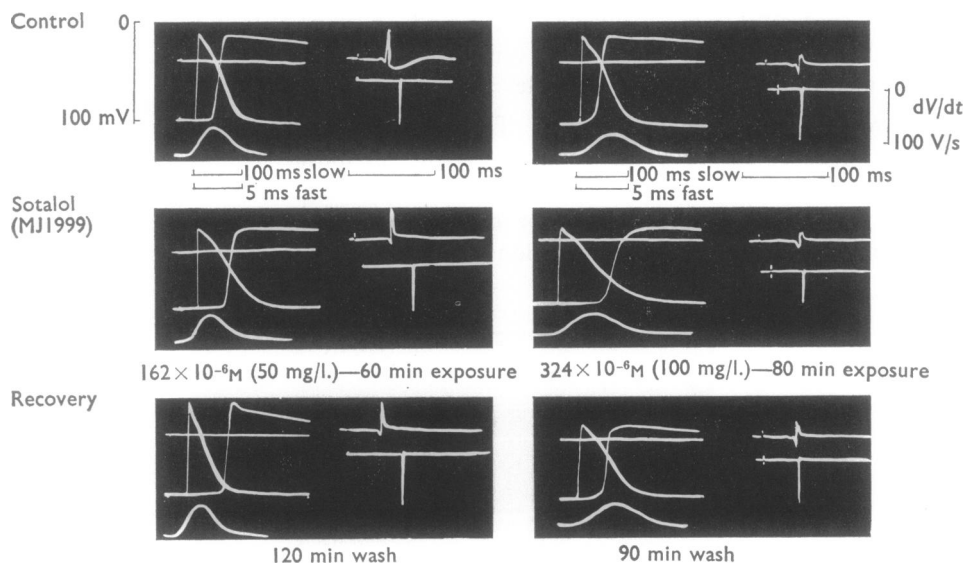 Control
0
100 mV
100 ms slow
100 ms
5 ms fast
100 ms slow
100 ms
5 ms fast
0
dV/dt
100 V/s
Sotalol
(MJ1999)
162 × 10⁻⁶M (50 mg/l.)—60 min exposure
324 × 10⁻⁶M (100 mg/l.)—80 min exposure
Recovery
120 min wash
90 min wash